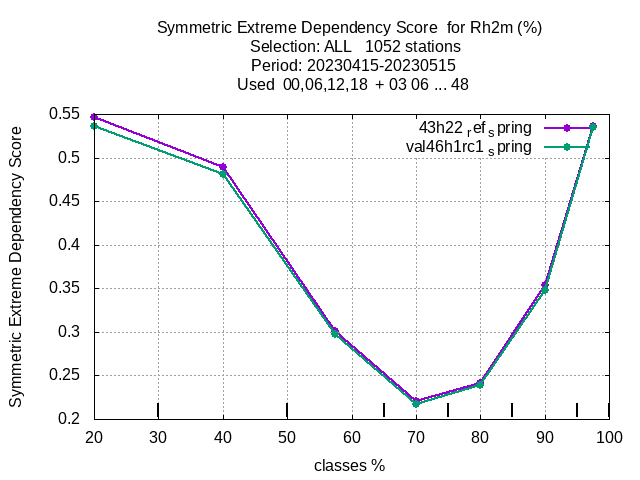 Symmetric Extreme Dependency Score for Rh2m (%)
Selection: ALL 1052 stations
Period: 20230415-20230515
Used 00,06,12,18 + 03 06 ... 48
43h22 ref spring
val46h1rc1 spring
Symmetric Extreme Dependency Score
0.55
0.5
0.45
0.4
0.35
0.3
0.25
0.2
20 30 40 50 60 70 80 90 100
classes %